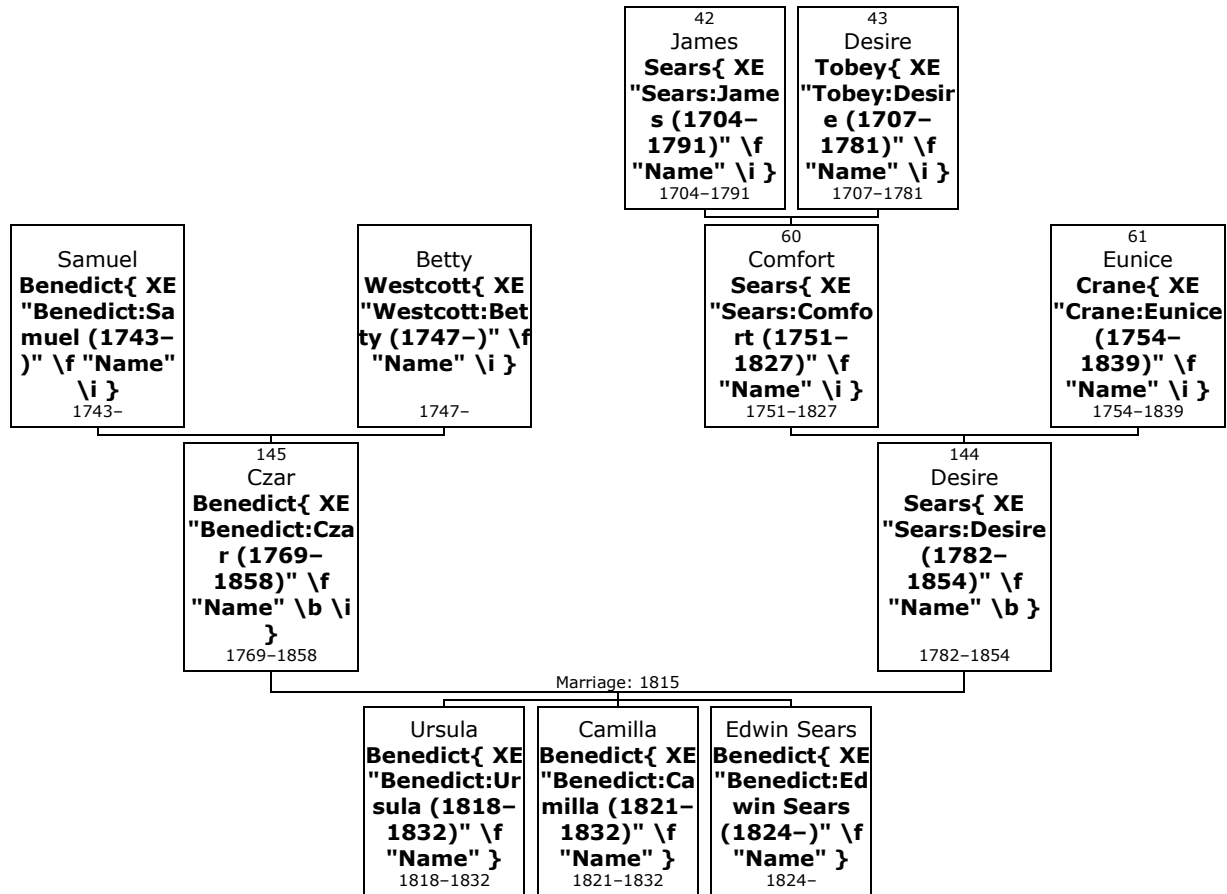 42
James
Sears{ XE
"Sears:Jame
s (1704–
1791)" \f
"Name" \i }
1704–1791
43
Desire
Tobey{ XE
"Tobey:Desir
e (1707–
1781)" \f
"Name" \i }
1707–1781
Samuel
Benedict{ XE
"Benedict:Sa
muel (1743–
)" \f "Name"
\i }
1743–
Betty
Westcott{ XE
"Westcott:Bet
ty (1747–)" \f
"Name" \i }
1747–
60
Comfort
Sears{ XE
"Sears:Comfo
rt (1751–
1827)" \f
"Name" \i }
1751–1827
61
Eunice
Crane{ XE
"Crane:Eunice
(1754–
1839)" \f
"Name" \i }
1754–1839
145
Czar
Benedict{ XE
"Benedict:Cza
r (1769–
1858)" \f
"Name" \b \i
}
1769–1858
144
Desire
Sears{ XE
"Sears:Desire
(1782–
1854)" \f
"Name" \b }
1782–1854
Marriage: 1815
Ursula
Benedict{ XE
"Benedict:Ur
sula (1818–
1832)" \f
"Name" }
1818–1832
Camilla
Benedict{ XE
"Benedict:Ca
milla (1821–
1832)" \f
"Name" }
1821–1832
Edwin Sears
Benedict{ XE
"Benedict:Ed
win Sears
(1824–)" \f
"Name" }
1824–